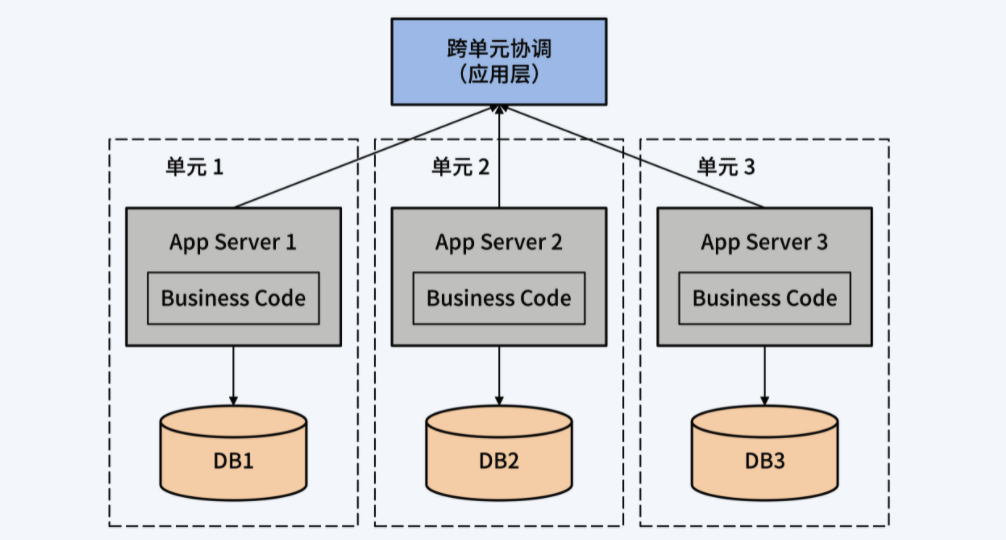 跨单元协调
（应用层）
单元 1
单元 2
单元 3
App Server 1
App Server 2
App Server 3
Business Code
Business Code
Business Code
DB1
DB2
DB3